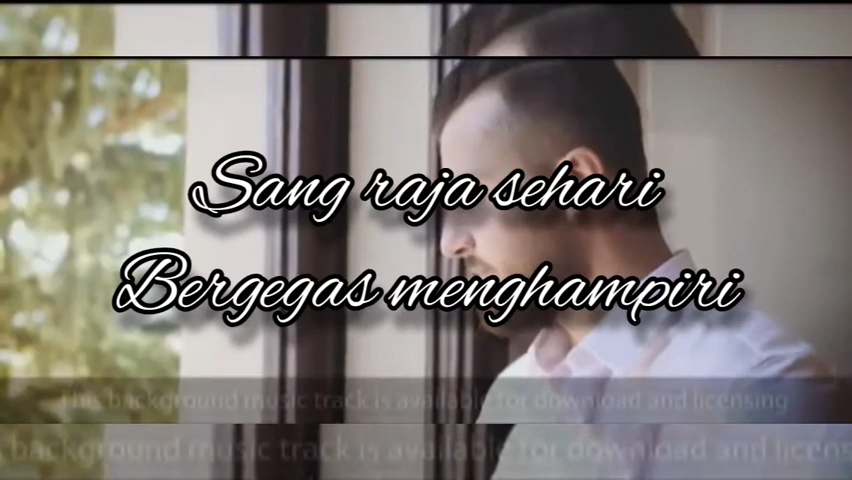 Sang raja sehari
Bergegas menghampiri
This background music track is available for download and licensing
background music track is available for download and licens